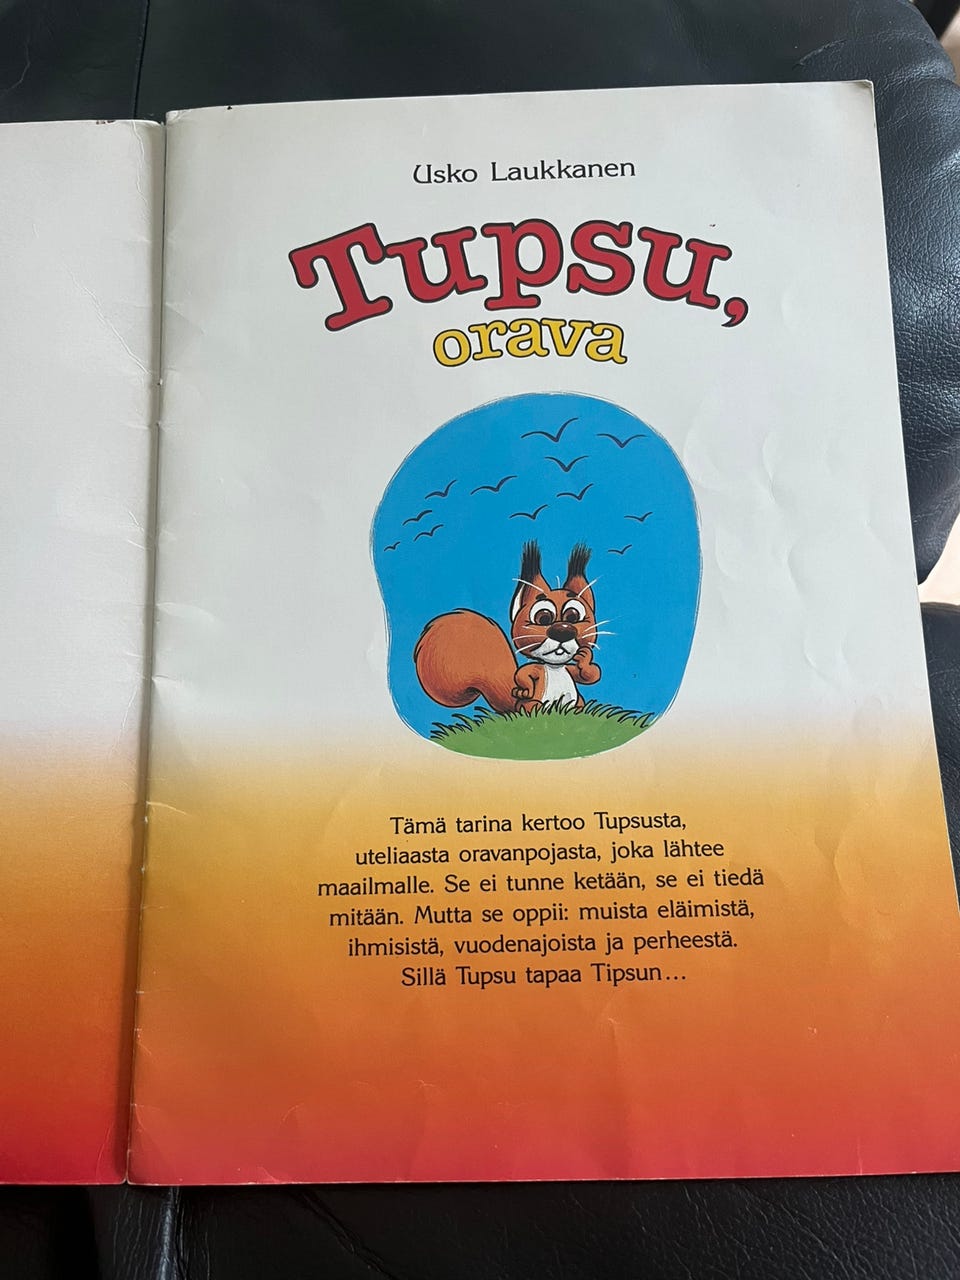 Usko Laukkanen
Tupsu,
orava
Tämä tarina kertoo Tupsusta,
uteliaasta oravanpojasta, joka lähtee
maailmalle. Se ei tunne ketään, se ei tiedä
mitään. Mutta se oppii: muista eläimistä,
ihmisistä, vuodenajoista ja perheestä.
Sillä Tupsu tapaa Tipsun...